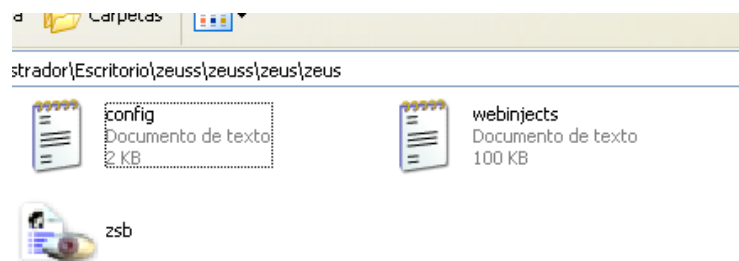 a Carpetas
strador\Escritorio\zeuss\zeuss\zeus\zeus
config
Documento de texto
2 KB
webinjects
Documento de texto
100 KB
zsb